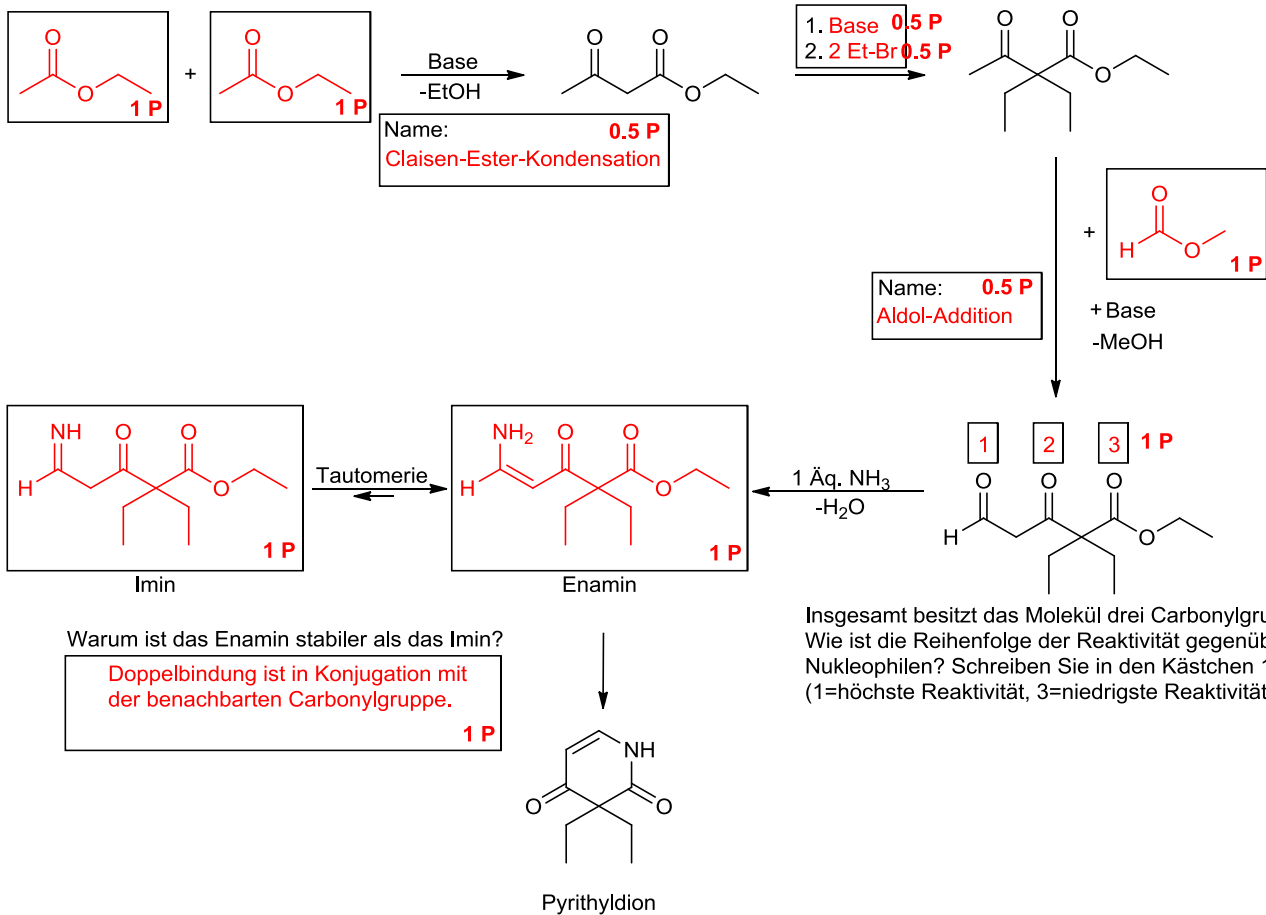 O
O
O
1 P
+
O
O
1 P
Base
-EtOH
O
O
O
1. Base 0.5 P
2. 2 Et-Br 0.5 P
O
O
O
Name: 0.5 P
Claisen-Ester-Kondensation
+
O
H
O
1 P
Name: 0.5 P
Aldol-Addition
+ Base
-MeOH
NH
O
O
H
O
1 P
Imin
Tautomerie
NH2
O
O
H
O
1 P
Enamin
1 Äq. NH3
-H2O
1
2
3
1 P
O
O
O
H
O
Insgesamt besitzt das Molekül drei Carbonylgru
Wie ist die Reihenfolge der Reaktivität gegenüb
Nukleophilen? Schreiben Sie in den Kästchen 1
(1=höchste Reaktivität, 3=niedrigste Reaktivität
Warum ist das Enamin stabiler als das Imin?
Doppelbindung ist in Konjugation mit
der benachbarten Carbonylgruppe.
1 P
NH
O
O
Pyrithyldion